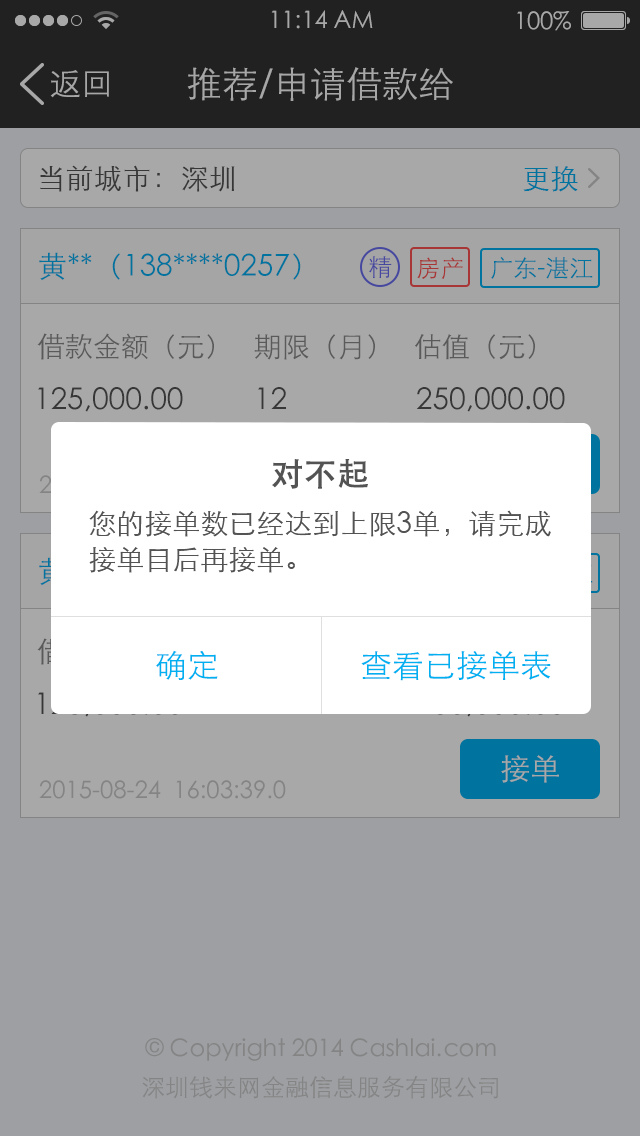 11:14 AM 100%
返回 推荐/申请借款给
当前城市：深圳 更换
黄**（138****0257） 精 房产 广东-湛江
借款金额（元） 期限（月） 估值（元）
125,000.00 12 250,000.00
对不起
您的接单数已经达到上限3单，请完成
接单目后再接单。
确定 查看已接单表
接单
2015-08-24 16:03:39.0
© Copyright 2014 Cashlai.com
深圳钱来网金融信息服务有限公司